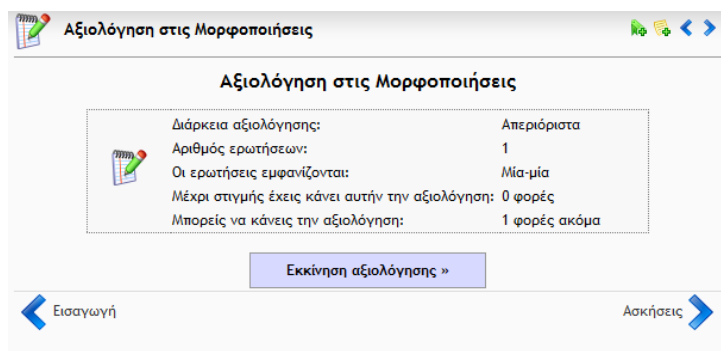 Αξιολόγηση στις Μορφοποιήσεις
Αξιολόγηση στις Μορφοποιήσεις
Διάρκεια αξιολόγησης: Απεριόριστα
Αριθμός ερωτήσεων: 1
Οι ερωτήσεις εμφανίζονται: Μία-μία
Μέχρι στιγμής έχεις κάνει αυτήν την αξιολόγηση: 0 φορές
Μπορείς να κάνεις την αξιολόγηση: 1 φορές ακόμα
Εκκίνηση αξιολόγησης »
Εισαγωγή Ασκήσεις